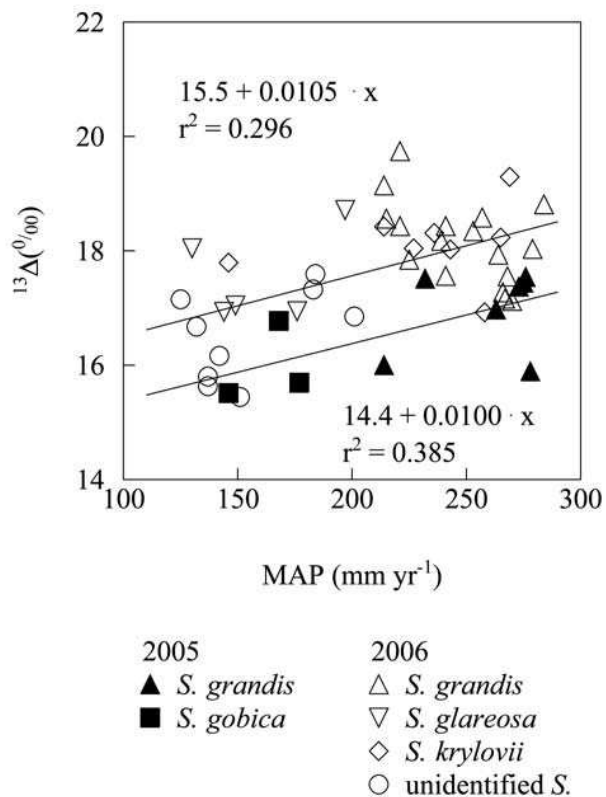 22
15.5 + 0.0105 · x
r² = 0.296
20
¹³Δ(⁰/₀₀)
18
16
14.4 + 0.0100 · x
r² = 0.385
14
100 150 200 250 300
MAP (mm yr⁻¹)
2005 2006
▲ S. grandis △ S. grandis
■ S. gobica ▽ S. glareosa
◇ S. krylovii
○ unidentified S.